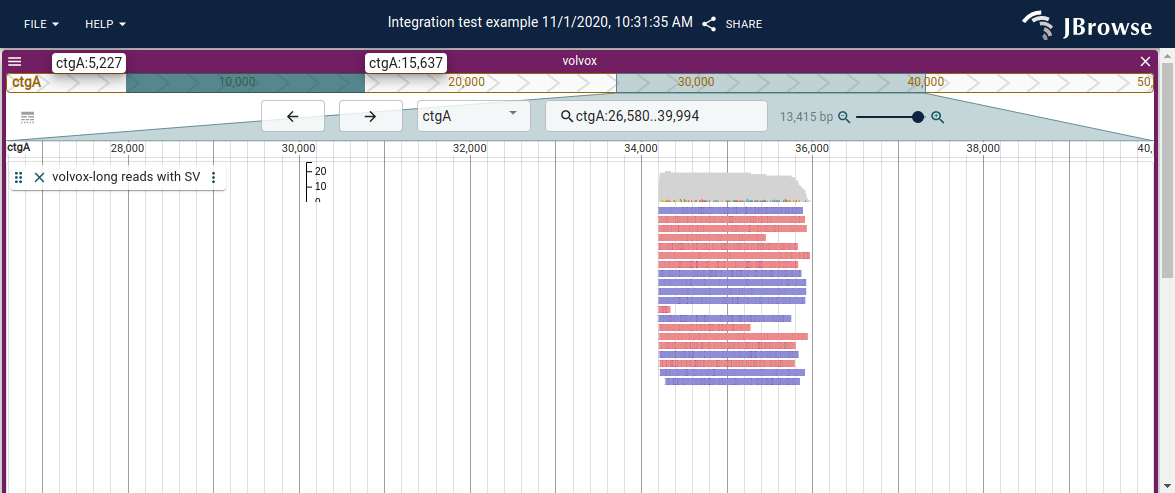 FILE HELP Integration test example 11/1/2020, 10:31:35 AM SHARE JBrowse
volvox
ctgA:5,227 ctgA:15,637
ctgA 10,000 20,000 30,000 40,000 50,
ctgA ctgA:26,580..39,994 13,415 bp
ctgA 28,000 30,000 32,000 34,000 36,000 38,000 40,
volvox-long reads with SV
20
10
0